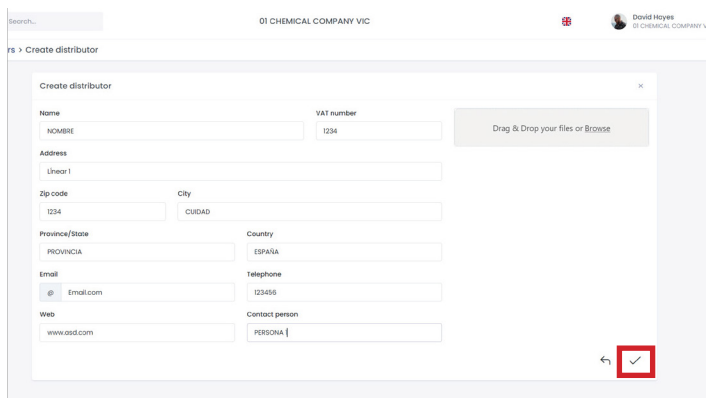 Search...
01 CHEMICAL COMPANY VIC
David Hayes
01 CHEMICAL COMPANY V
rs > Create distributor
Create distributor
Name VAT number
NOMBRE 1234
Drag & Drop your files or Browse
Address
Línear 1
Zip code City
1234 CUIDAD
Province/State Country
PROVINCIA ESPAÑA
Email Telephone
@ Email.com 123456
Web Contact person
www.asd.com PERSONA 1